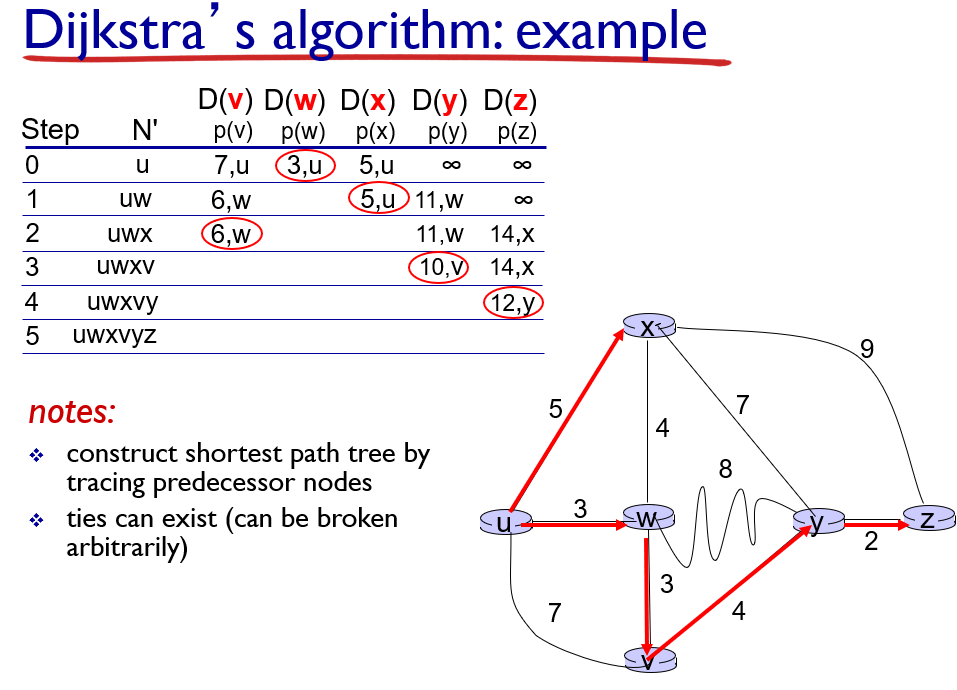 Dijkstra’s algorithm: example
D(v) D(w) D(x) D(y) D(z)
Step N' p(v) p(w) p(x) p(y) p(z)
0 u 7,u 3,u 5,u ∞ ∞
1 uw 6,w 5,u 11,w ∞
2 uwx 6,w 11,w 14,x
3 uwxv 10,v 14,x
4 uwxvy 12,y
5 uwxvyz
notes:
❖ construct shortest path tree by
tracing predecessor nodes
❖ ties can exist (can be broken
arbitrarily)
x
9
5
7
4
8
3
u
w
y
z
2
3
7
4
v